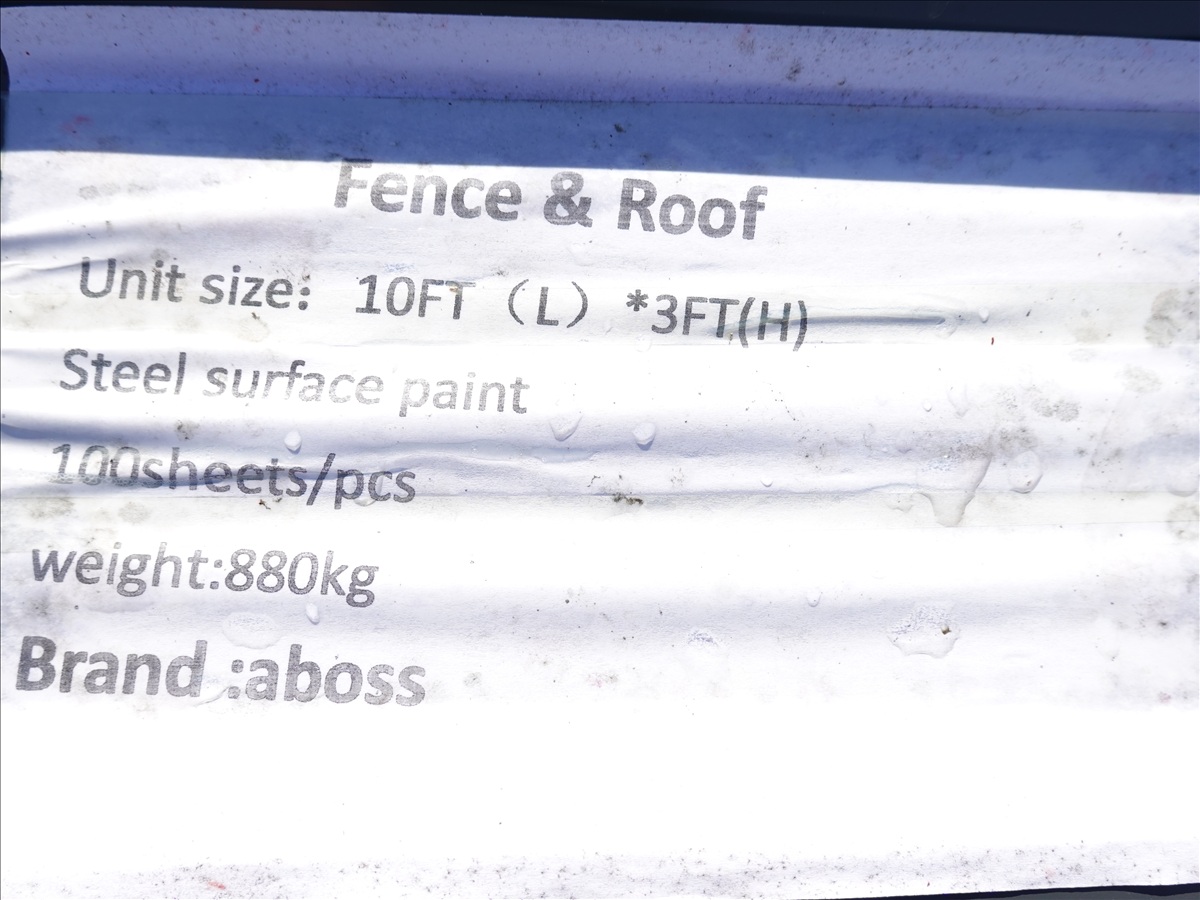 Fence & Roof
Unit size： 10FT （L） *3FT(H)
Steel surface paint
100sheets/pcs
weight:880kg
Brand :aboss